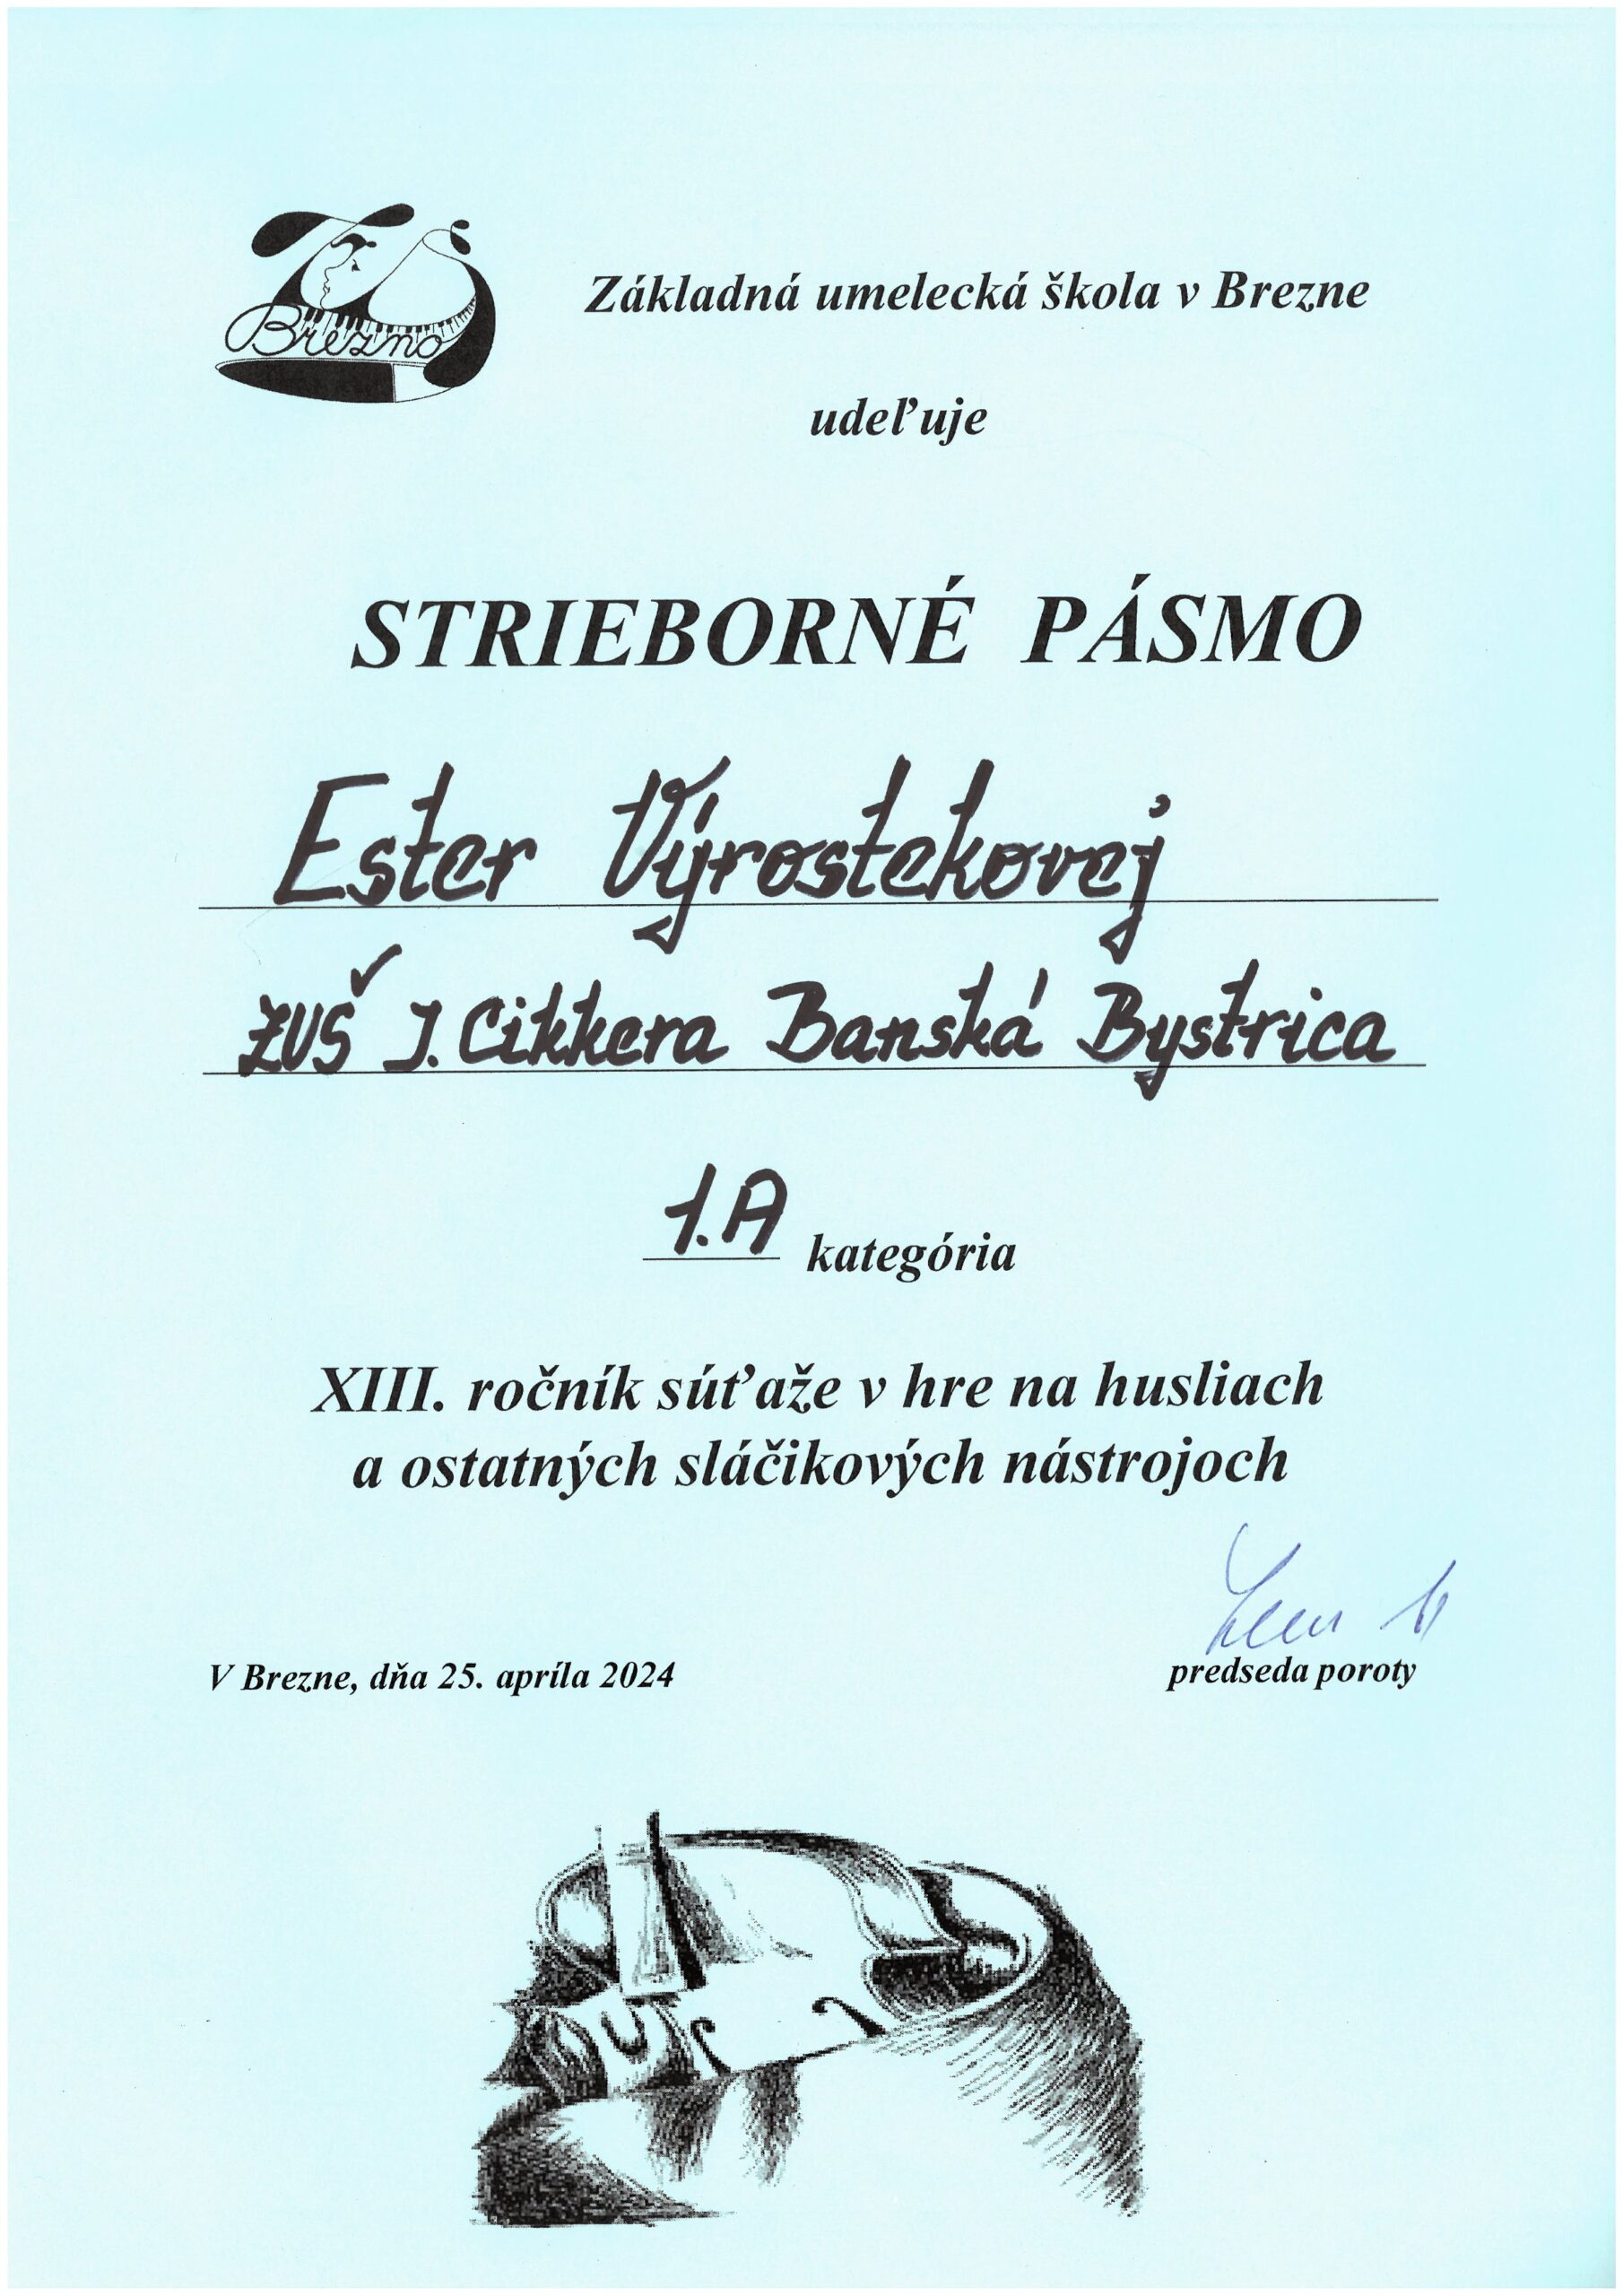 Brezno
Základná umelecká škola v Brezne
udeľuje
STRIEBORNÉ PÁSMO
Ester Výrostekovej
ZUŠ J. Cikkera Banská Bystrica
1.A kategória
XIII. ročník súťaže v hre na husliach
a ostatných sláčikových nástrojoch
V Brezne, dňa 25. apríla 2024
predseda poroty